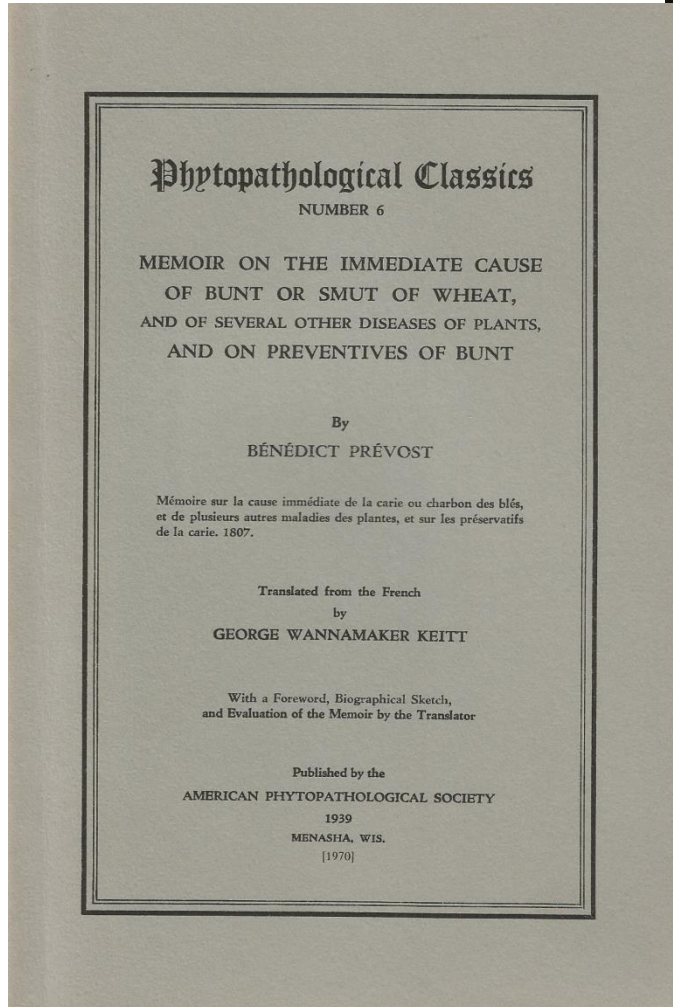 Phytopathological Classics
NUMBER 6
MEMOIR ON THE IMMEDIATE CAUSE
OF BUNT OR SMUT OF WHEAT,
AND OF SEVERAL OTHER DISEASES OF PLANTS,
AND ON PREVENTIVES OF BUNT
By
BÉNÉDICT PRÉVOST
Mémoire sur la cause immédiate de la carie ou charbon des blés,
et de plusieurs autres maladies des plantes, et sur les préservatifs
de la carie. 1807.
Translated from the French
by
GEORGE WANNAMAKER KEITT
With a Foreword, Biographical Sketch,
and Evaluation of the Memoir by the Translator
Published by the
AMERICAN PHYTOPATHOLOGICAL SOCIETY
1939
MENASHA, WIS.
[1970]